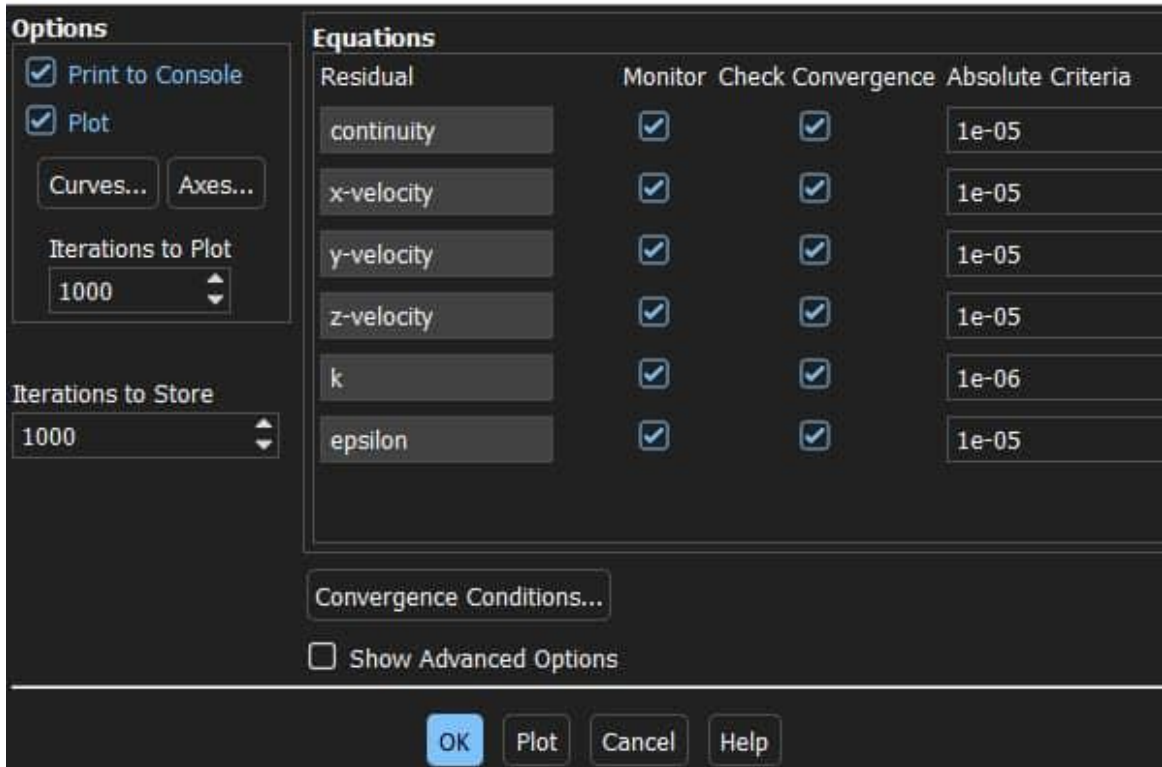 Options
Print to Console
Plot
Curves... Axes...
Iterations to Plot
1000
Iterations to Store
1000
Equations
Residual Monitor Check Convergence Absolute Criteria
continuity 1e-05
x-velocity 1e-05
y-velocity 1e-05
z-velocity 1e-05
k 1e-06
epsilon 1e-05
Convergence Conditions...
Show Advanced Options
OK Plot Cancel Help